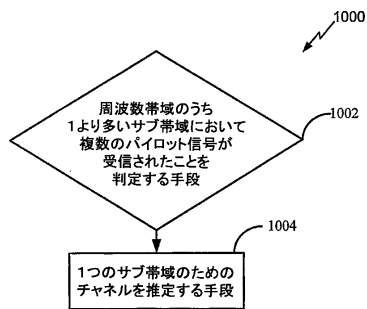 1000
周波数帯域のうち
1より多いサブ帯域において
複数のパイロット信号が
受信されたことを
判定する手段
1002
1004
1つのサブ帯域のための
チャネルを推定する手段